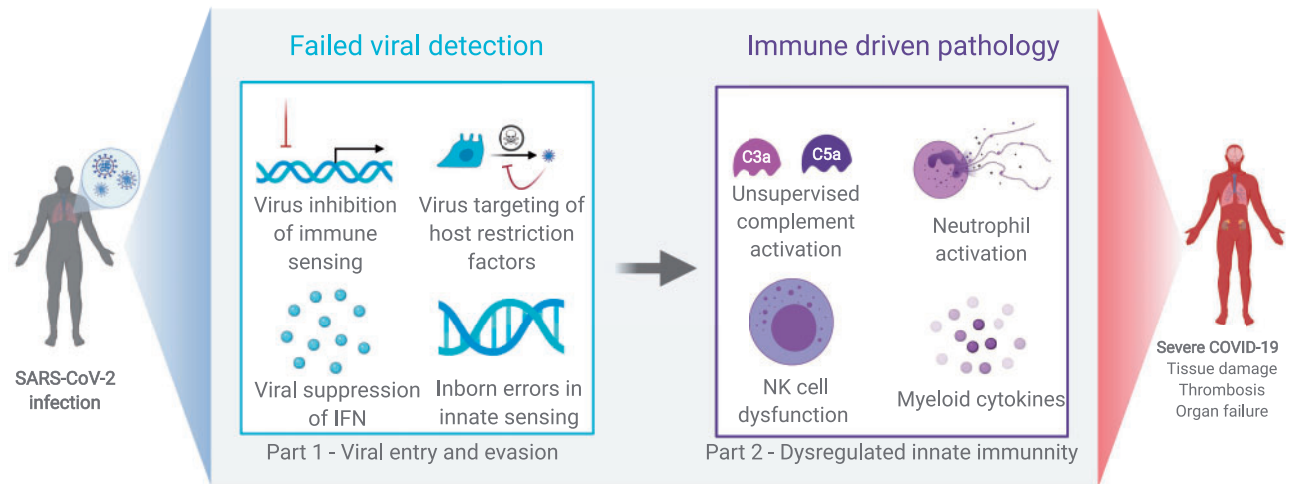 Failed viral detection
Immune driven pathology
Virus inhibition
of immune
sensing
Virus targeting of
host restriction
factors
Viral suppression
of IFN
Inborn errors in
innate sensing
C3a
C5a
Unsupervised
complement
activation
Neutrophil
activation
NK cell
dysfunction
Myeloid cytokines
SARS-CoV-2
infection
Severe COVID-19
Tissue damage
Thrombosis
Organ failure
Part 1 - Viral entry and evasion
Part 2 - Dysregulated innate immunnity